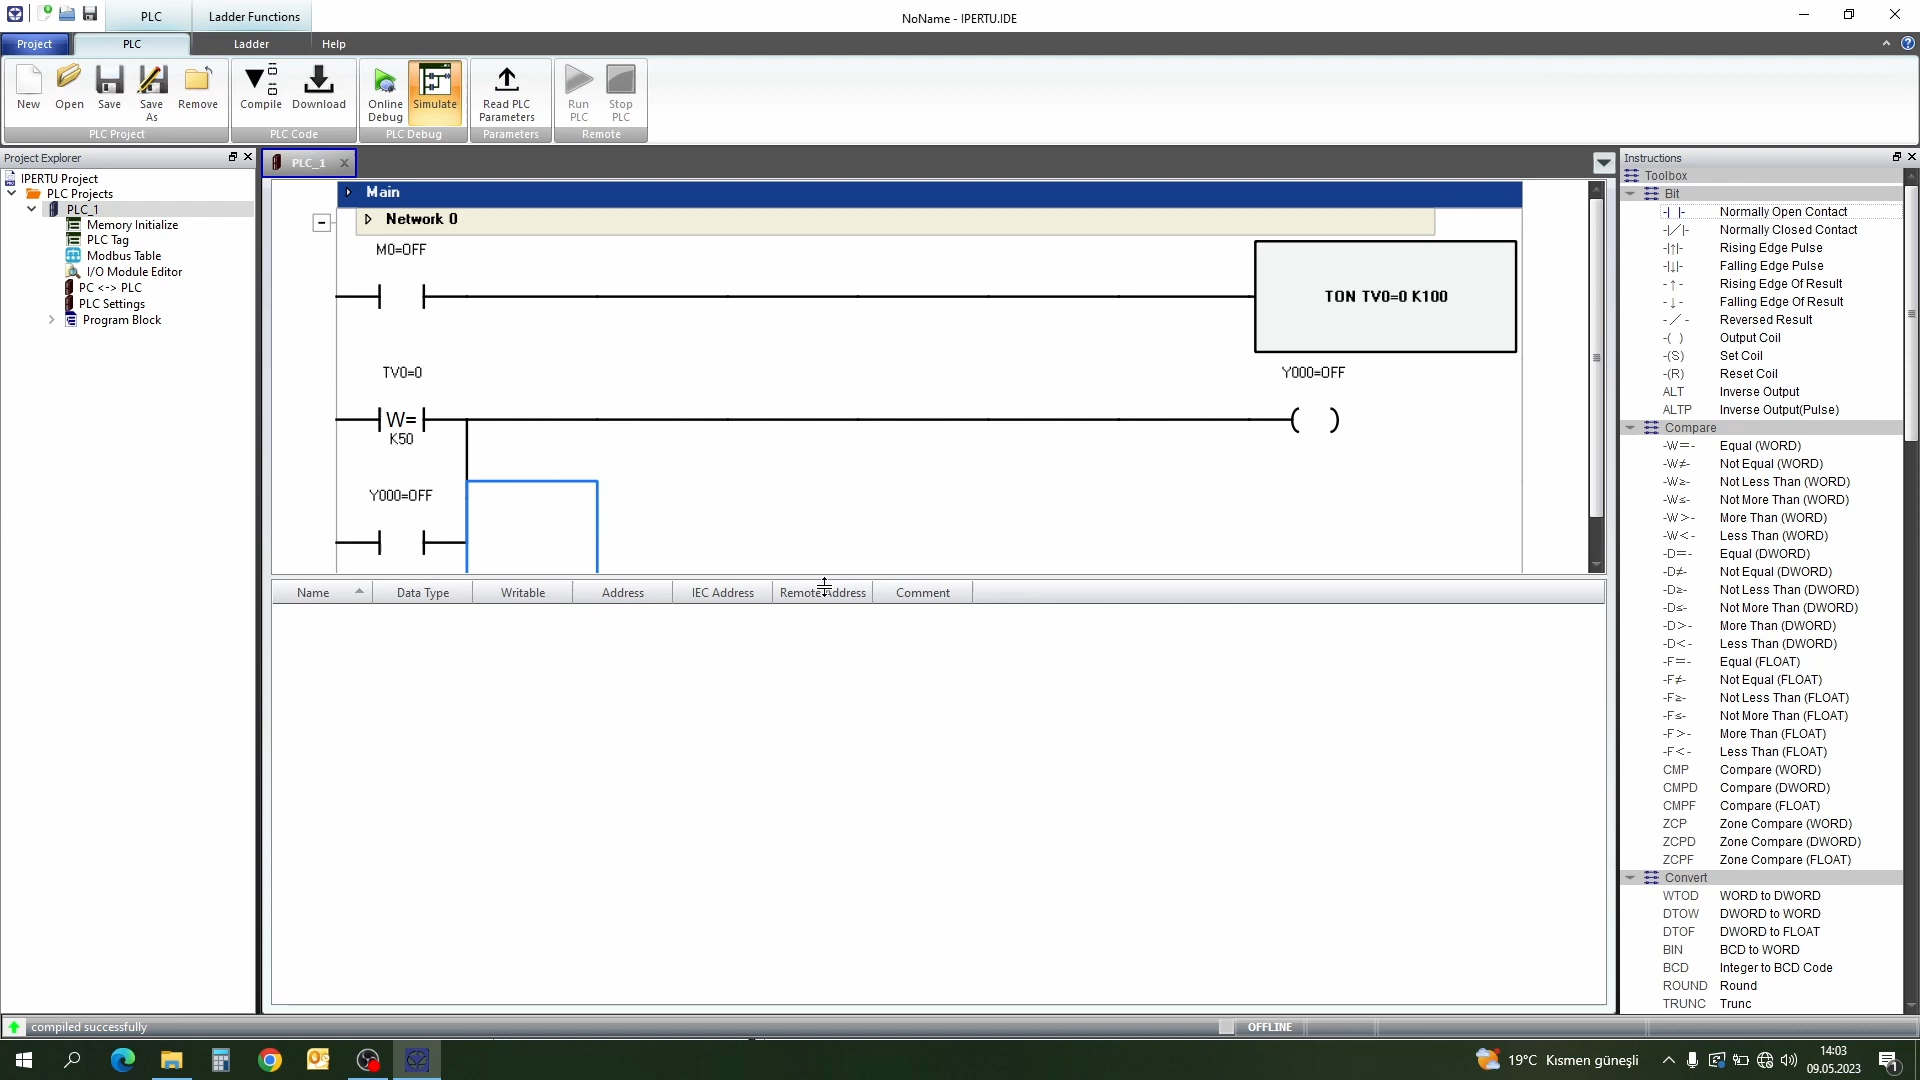 PLC
Ladder Functions
NoName - IPERTU.IDE
Project
PLC
Ladder
Help
New
Open
Save
Save As
Remove
PLC Project
Compile
Download
PLC Code
Online Debug
Simulate
PLC Debug
Read PLC Parameters
Parameters
Run PLC
Stop PLC
Remote
Project Explorer
IPERTU Project
PLC Projects
PLC_1
Memory Initialize
PLC Tag
Modbus Table
I/O Module Editor
PC <-> PLC
PLC Settings
Program Block
PLC_1
Main
Network 0
M0=OFF
TON TV0=0 K100
TV0=0
W=
K50
Y000=OFF
Y000=OFF
Name
Data Type
Writable
Address
IEC Address
Remote Address
Comment
Instructions
Toolbox
Bit
-| |- Normally Open Contact
-|/|- Normally Closed Contact
-|↑|- Rising Edge Pulse
-|↓|- Falling Edge Pulse
-↑- Rising Edge Of Result
-↓- Falling Edge Of Result
-/- Reversed Result
-( ) Output Coil
-(S) Set Coil
-(R) Reset Coil
ALT Inverse Output
ALTP Inverse Output(Pulse)
Compare
-W=- Equal (WORD)
-W≠- Not Equal (WORD)
-W≥- Not Less Than (WORD)
-W≤- Not More Than (WORD)
-W>- More Than (WORD)
-W<- Less Than (WORD)
-D=- Equal (DWORD)
-D≠- Not Equal (DWORD)
-D≥- Not Less Than (DWORD)
-D≤- Not More Than (DWORD)
-D>- More Than (DWORD)
-D<- Less Than (DWORD)
-F=- Equal (FLOAT)
-F≠- Not Equal (FLOAT)
-F≥- Not Less Than (FLOAT)
-F≤- Not More Than (FLOAT)
-F>- More Than (FLOAT)
-F<- Less Than (FLOAT)
CMP Compare (WORD)
CMPD Compare (DWORD)
CMPF Compare (FLOAT)
ZCP Zone Compare (WORD)
ZCPD Zone Compare (DWORD)
ZCPF Zone Compare (FLOAT)
Convert
WTOD WORD to DWORD
DTOW DWORD to WORD
DTOF DWORD to FLOAT
BIN BCD to WORD
BCD Integer to BCD Code
ROUND Round
TRUNC Trunc
compiled successfully
OFFLINE
19°C Kısmen güneşli
14:03
09.05.2023
1